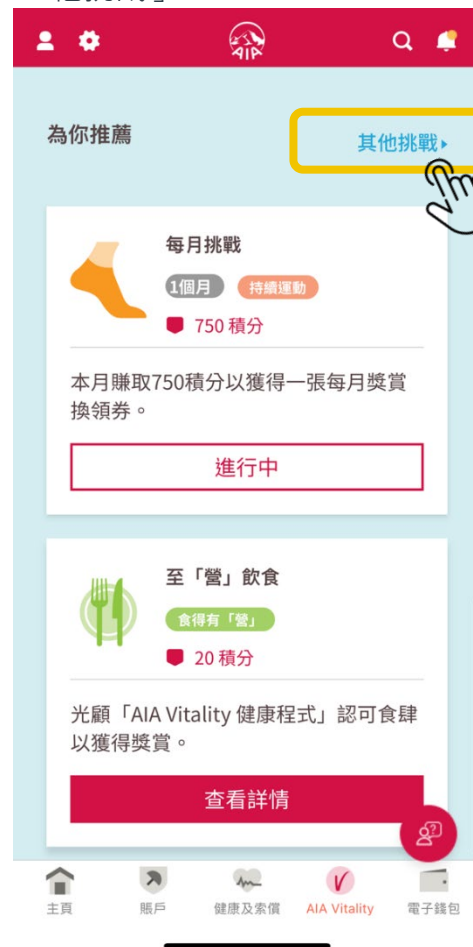 AIA
為你推薦
其他挑戰
每月挑戰
1個月 持續運動
750 積分
本月賺取750積分以獲得一張每月獎賞
換領券。
進行中
至「營」飲食
食得有「營」
20 積分
光顧「AIA Vitality 健康程式」認可食肆
以獲得獎賞。
查看詳情
主頁 賬戶 健康及索償 AIA Vitality 電子錢包